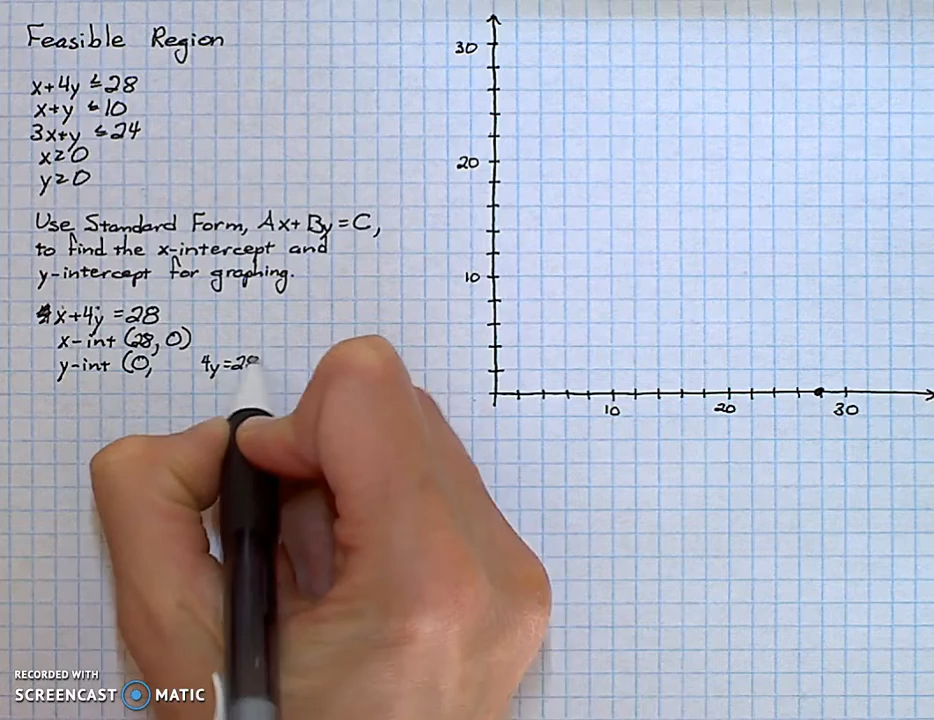 Feasible Region
x+4y ≤ 28
x+y ≤ 10
3x+y ≤ 24
x ≥ 0
y ≥ 0
Use Standard Form, Ax+By=C,
to find the x-intercept and
y-intercept for graphing.
x+4y = 28
x-int (28, 0)
y-int (0, 4y=28
30
20
10
10 20 30
RECORDED WITH
SCREENCAST MATIC